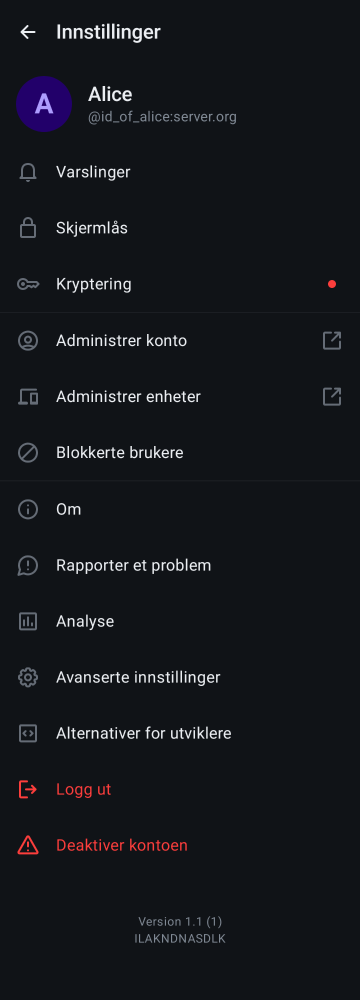 Innstillinger
A
Alice
@id_of_alice:server.org
Varslinger
Skjermlås
Kryptering
Administrer konto
Administrer enheter
Blokkerte brukere
Om
Rapporter et problem
Analyse
Avanserte innstillinger
Alternativer for utviklere
Logg ut
Deaktiver kontoen
Version 1.1 (1)
ILAKNDNASDLK